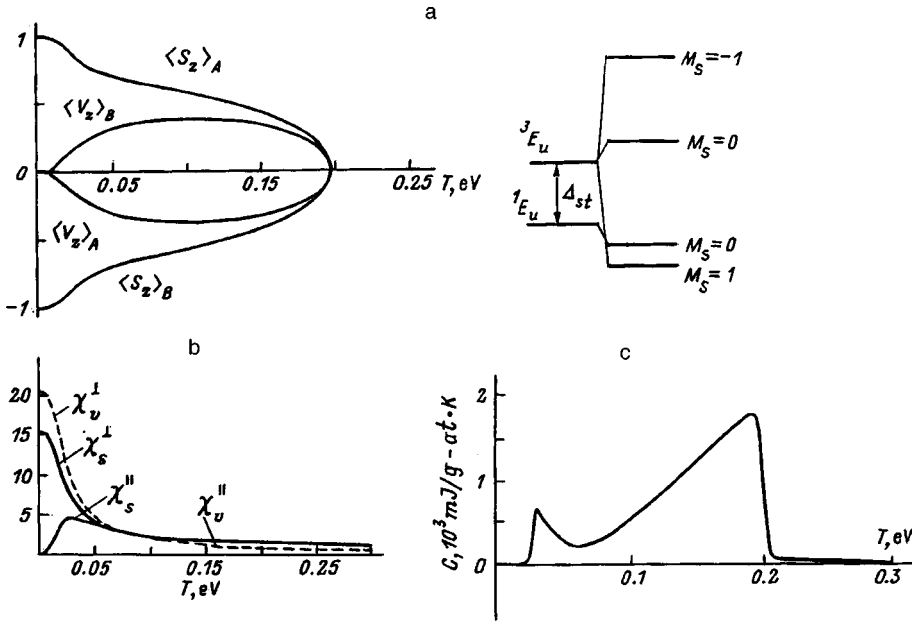 a
1
⟨S_z⟩_A
⟨V_z⟩_B
0
0.05
0.15
0.25
T, eV
⟨V_z⟩_A
⟨S_z⟩_B
-1
M_S=-1
³E_u
M_S=0
Δ_st
¹E_u
M_S=0
M_S=1
b
20
15
10
5
χ_v^⊥
χ_s^⊥
χ_s^∥
χ_v^∥
0.05
0.15
0.25
T, eV
c
C, 10³ mJ/g-at·K
2
1
0
0.1
0.2
0.3
T, eV